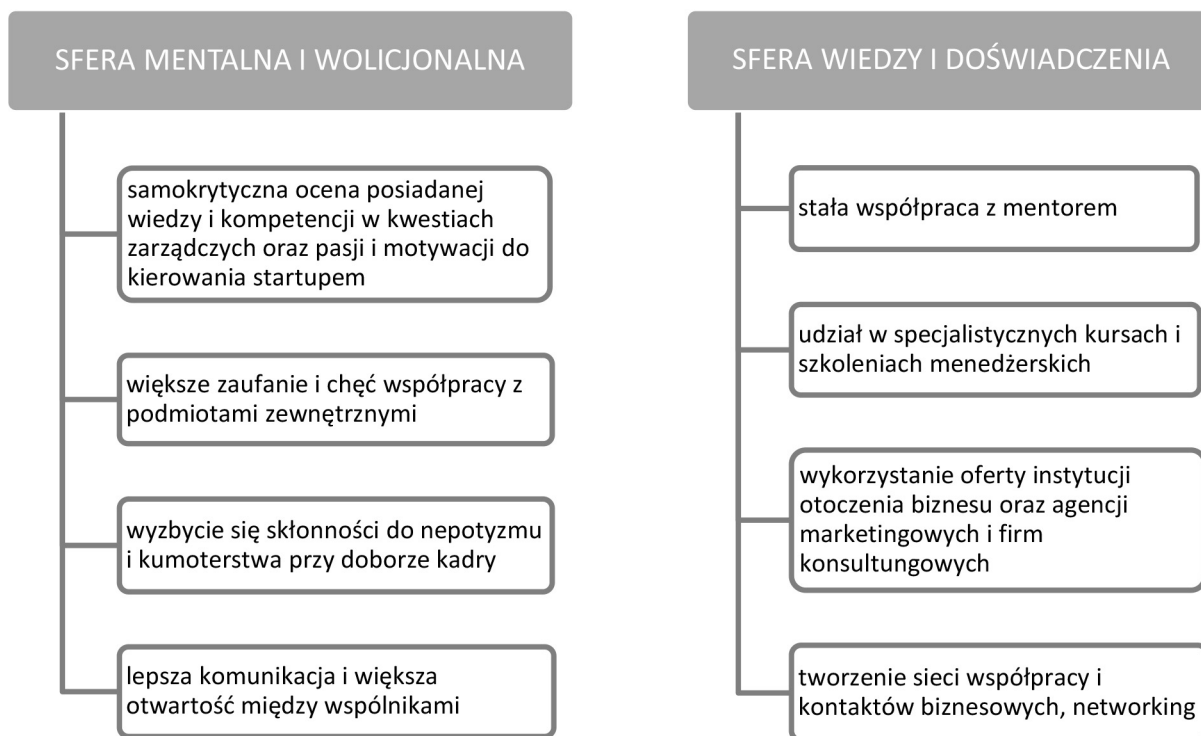 SFERA MENTALNA I WOLICJONALNA
samokrytyczna ocena posiadanej
wiedzy i kompetencji w kwestiach
zarządczych oraz pasji i motywacji do
kierowania startupem
większe zaufanie i chęć współpracy z
podmiotami zewnętrznymi
wyzbycie się skłonności do nepotyzmu
i kumoterstwa przy doborze kadry
lepsza komunikacja i większa
otwartość między wspólnikami
SFERA WIEDZY I DOŚWIADCZENIA
stała współpraca z mentorem
udział w specjalistycznych kursach i
szkoleniach menedżerskich
wykorzystanie oferty instytucji
otoczenia biznesu oraz agencji
marketingowych i firm
konsultungowych
tworzenie sieci współpracy i
kontaktów biznesowych, networking